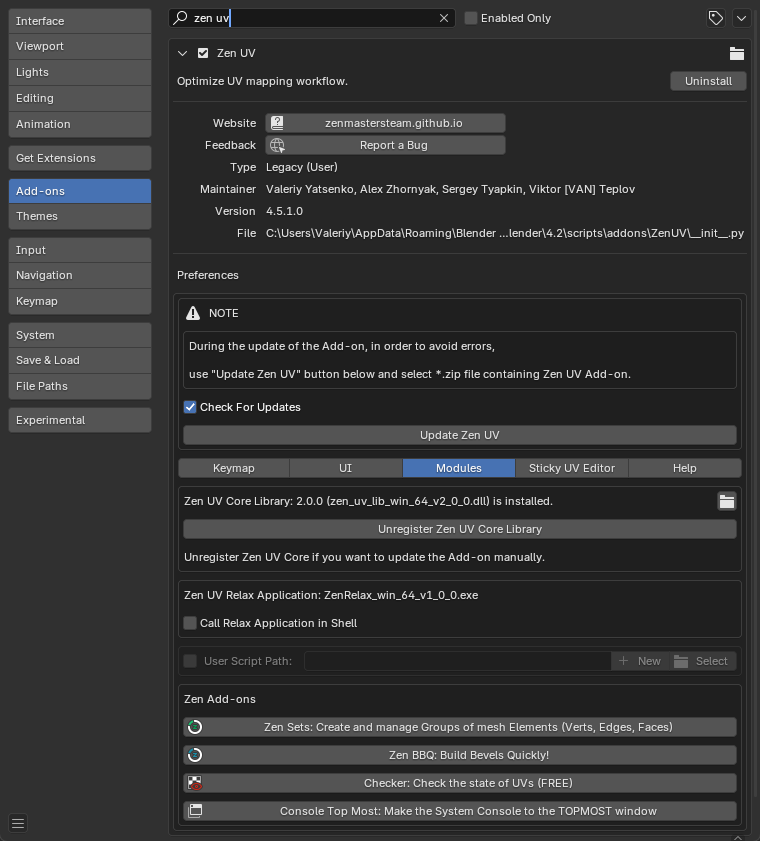 Interface
Viewport
Lights
Editing
Animation
Get Extensions
Add-ons
Themes
Input
Navigation
Keymap
System
Save & Load
File Paths
Experimental
zen uv
Enabled Only
Zen UV
Optimize UV mapping workflow.
Uninstall
Website zenmastersteam.github.io
Feedback Report a Bug
Type Legacy (User)
Maintainer Valeriy Yatsenko, Alex Zhornyak, Sergey Tyapkin, Viktor [VAN] Teplov
Version 4.5.1.0
File C:\Users\Valeriy\AppData\Roaming\Blender ...lender\4.2\scripts\addons\ZenUV\__init__.py
Preferences
NOTE
During the update of the Add-on, in order to avoid errors,
use "Update Zen UV" button below and select *.zip file containing Zen UV Add-on.
Check For Updates
Update Zen UV
Keymap UI Modules Sticky UV Editor Help
Zen UV Core Library: 2.0.0 (zen_uv_lib_win_64_v2_0_0.dll) is installed.
Unregister Zen UV Core Library
Unregister Zen UV Core if you want to update the Add-on manually.
Zen UV Relax Application: ZenRelax_win_64_v1_0_0.exe
Call Relax Application in Shell
User Script Path: New Select
Zen Add-ons
Zen Sets: Create and manage Groups of mesh Elements (Verts, Edges, Faces)
Zen BBQ: Build Bevels Quickly!
Checker: Check the state of UVs (FREE)
Console Top Most: Make the System Console to the TOPMOST window